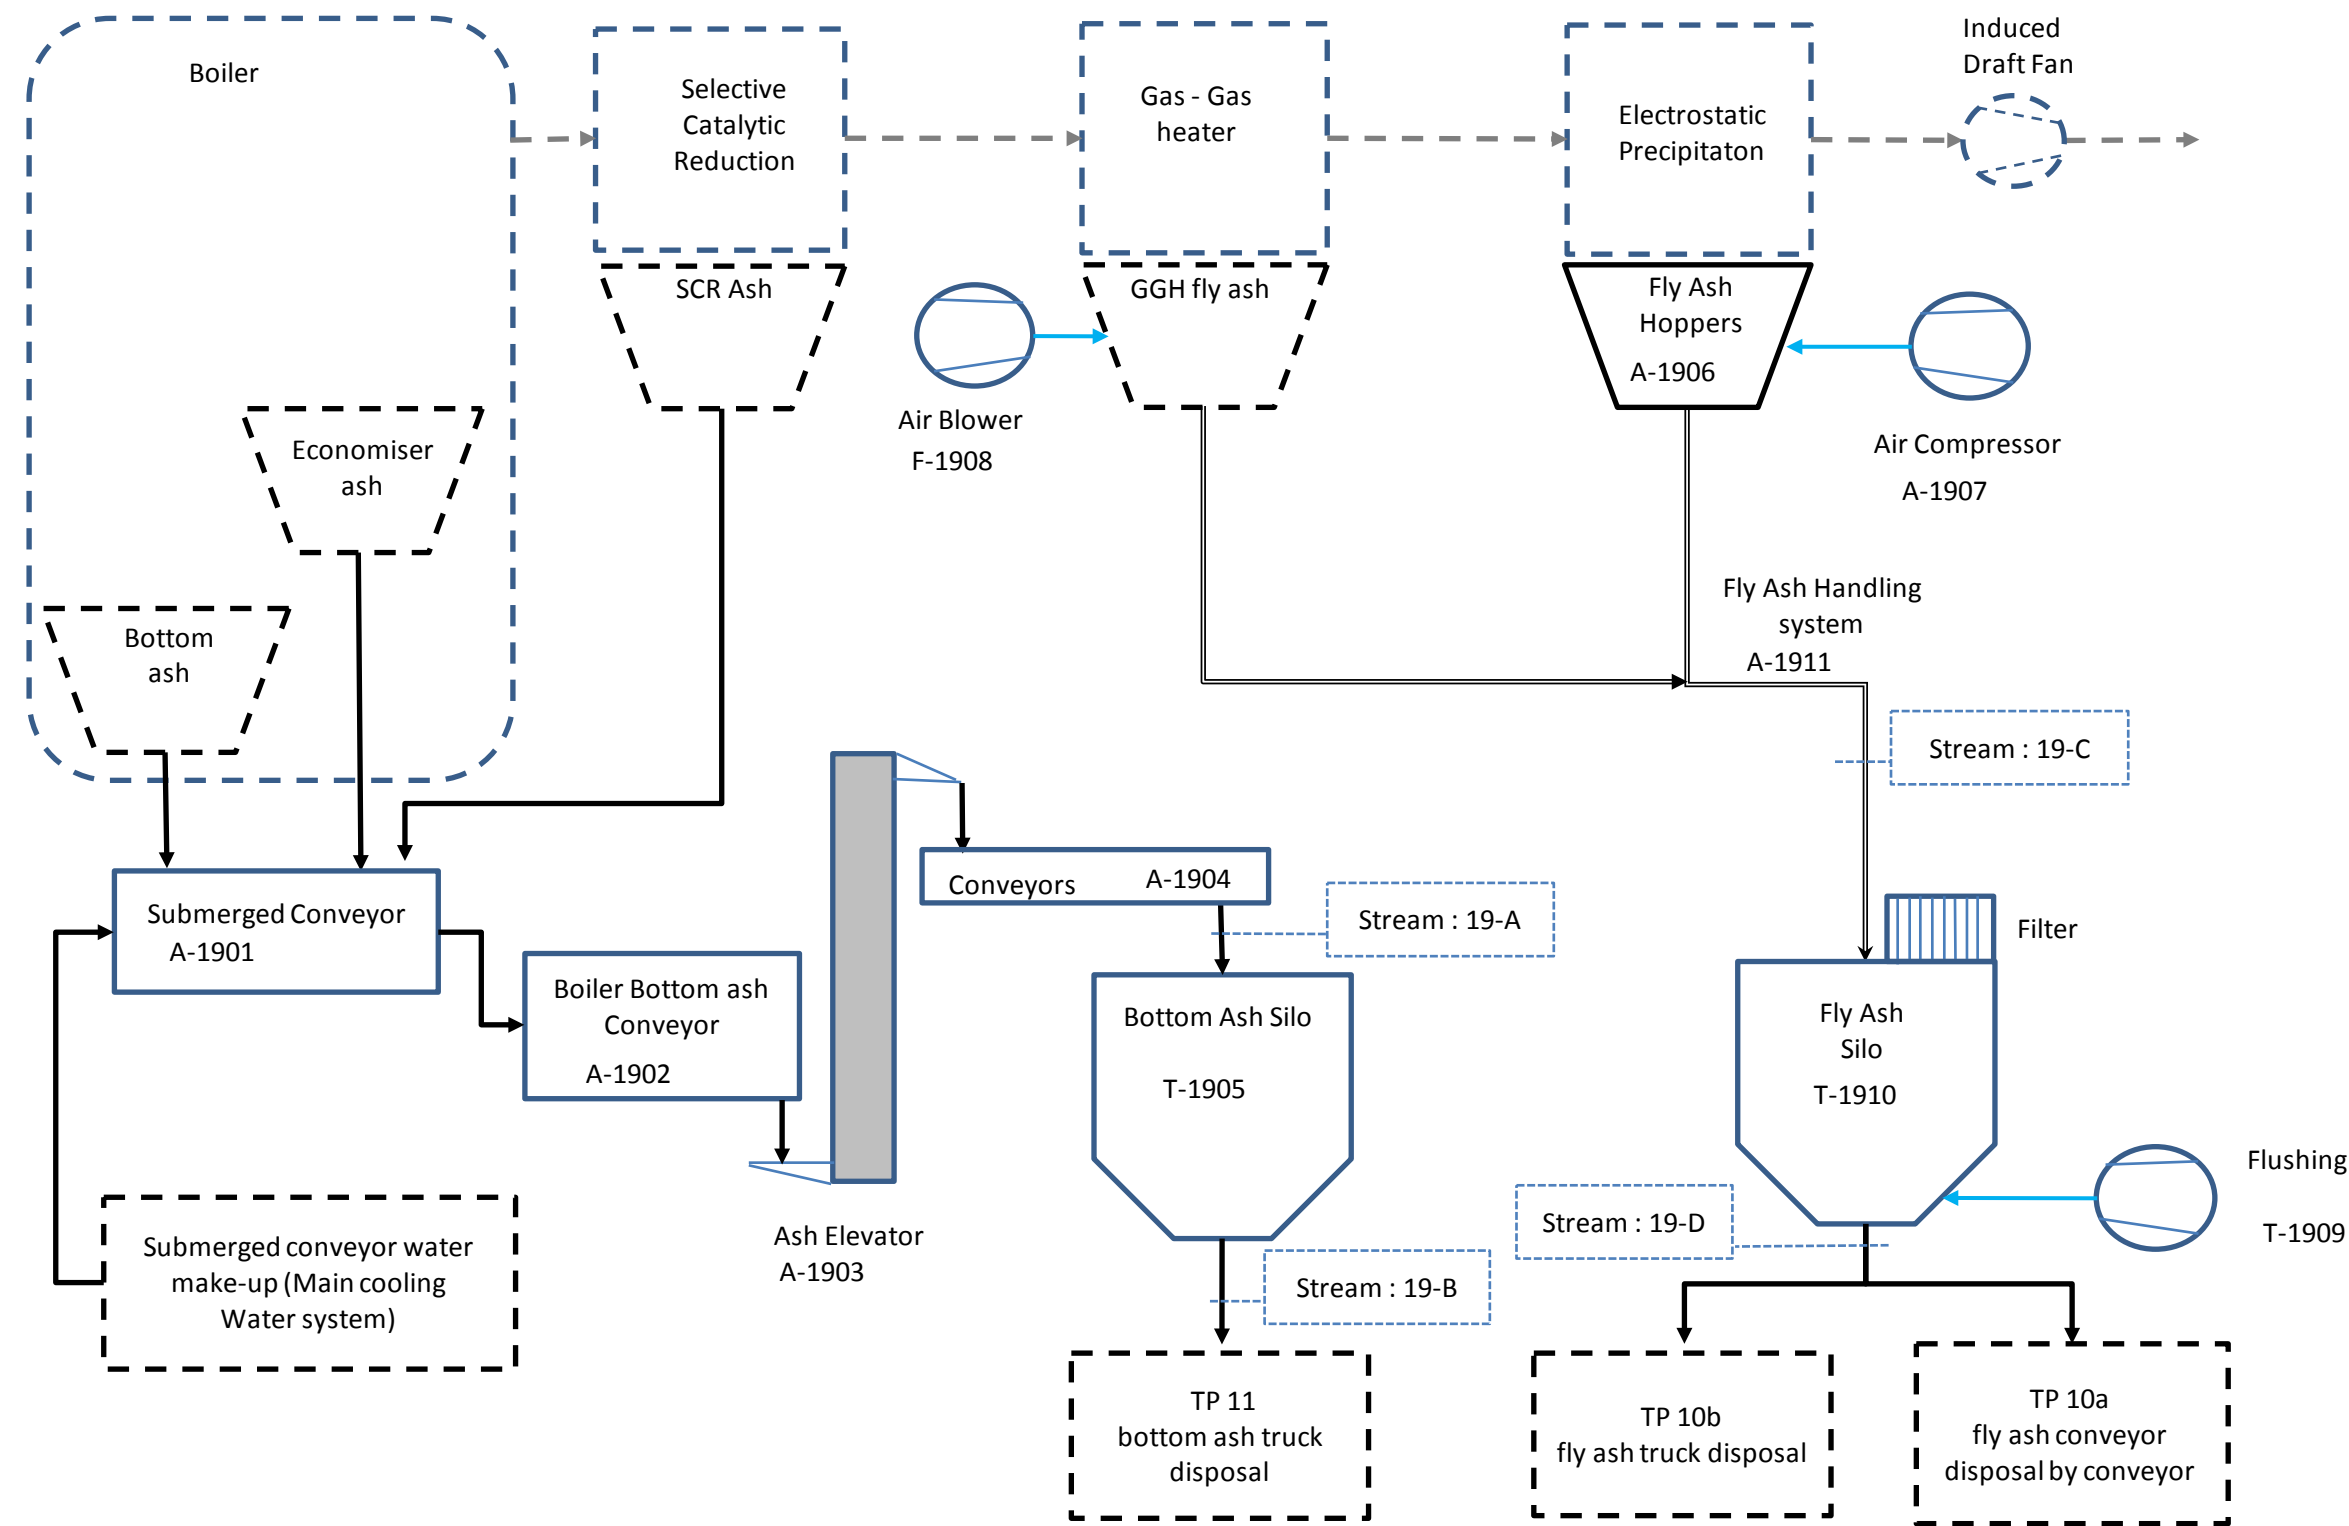 Boiler
Selective
Catalytic
Reduction
Gas - Gas
heater
Electrostatic
Precipitaton
Induced
Draft Fan
SCR Ash
GGH fly ash
Fly Ash
Hoppers
A-1906
Air Blower
F-1908
Air Compressor
A-1907
Economiser
ash
Bottom
ash
Fly Ash Handling
system
A-1911
Stream : 19-C
Submerged Conveyor
A-1901
Conveyors A-1904
Stream : 19-A
Filter
Boiler Bottom ash
Conveyor
A-1902
Bottom Ash Silo
T-1905
Fly Ash
Silo
T-1910
Flushing
T-1909
Submerged conveyor water
make-up (Main cooling
Water system)
Ash Elevator
A-1903
Stream : 19-B
Stream : 19-D
TP 11
bottom ash truck
disposal
TP 10b
fly ash truck disposal
TP 10a
fly ash conveyor
disposal by conveyor